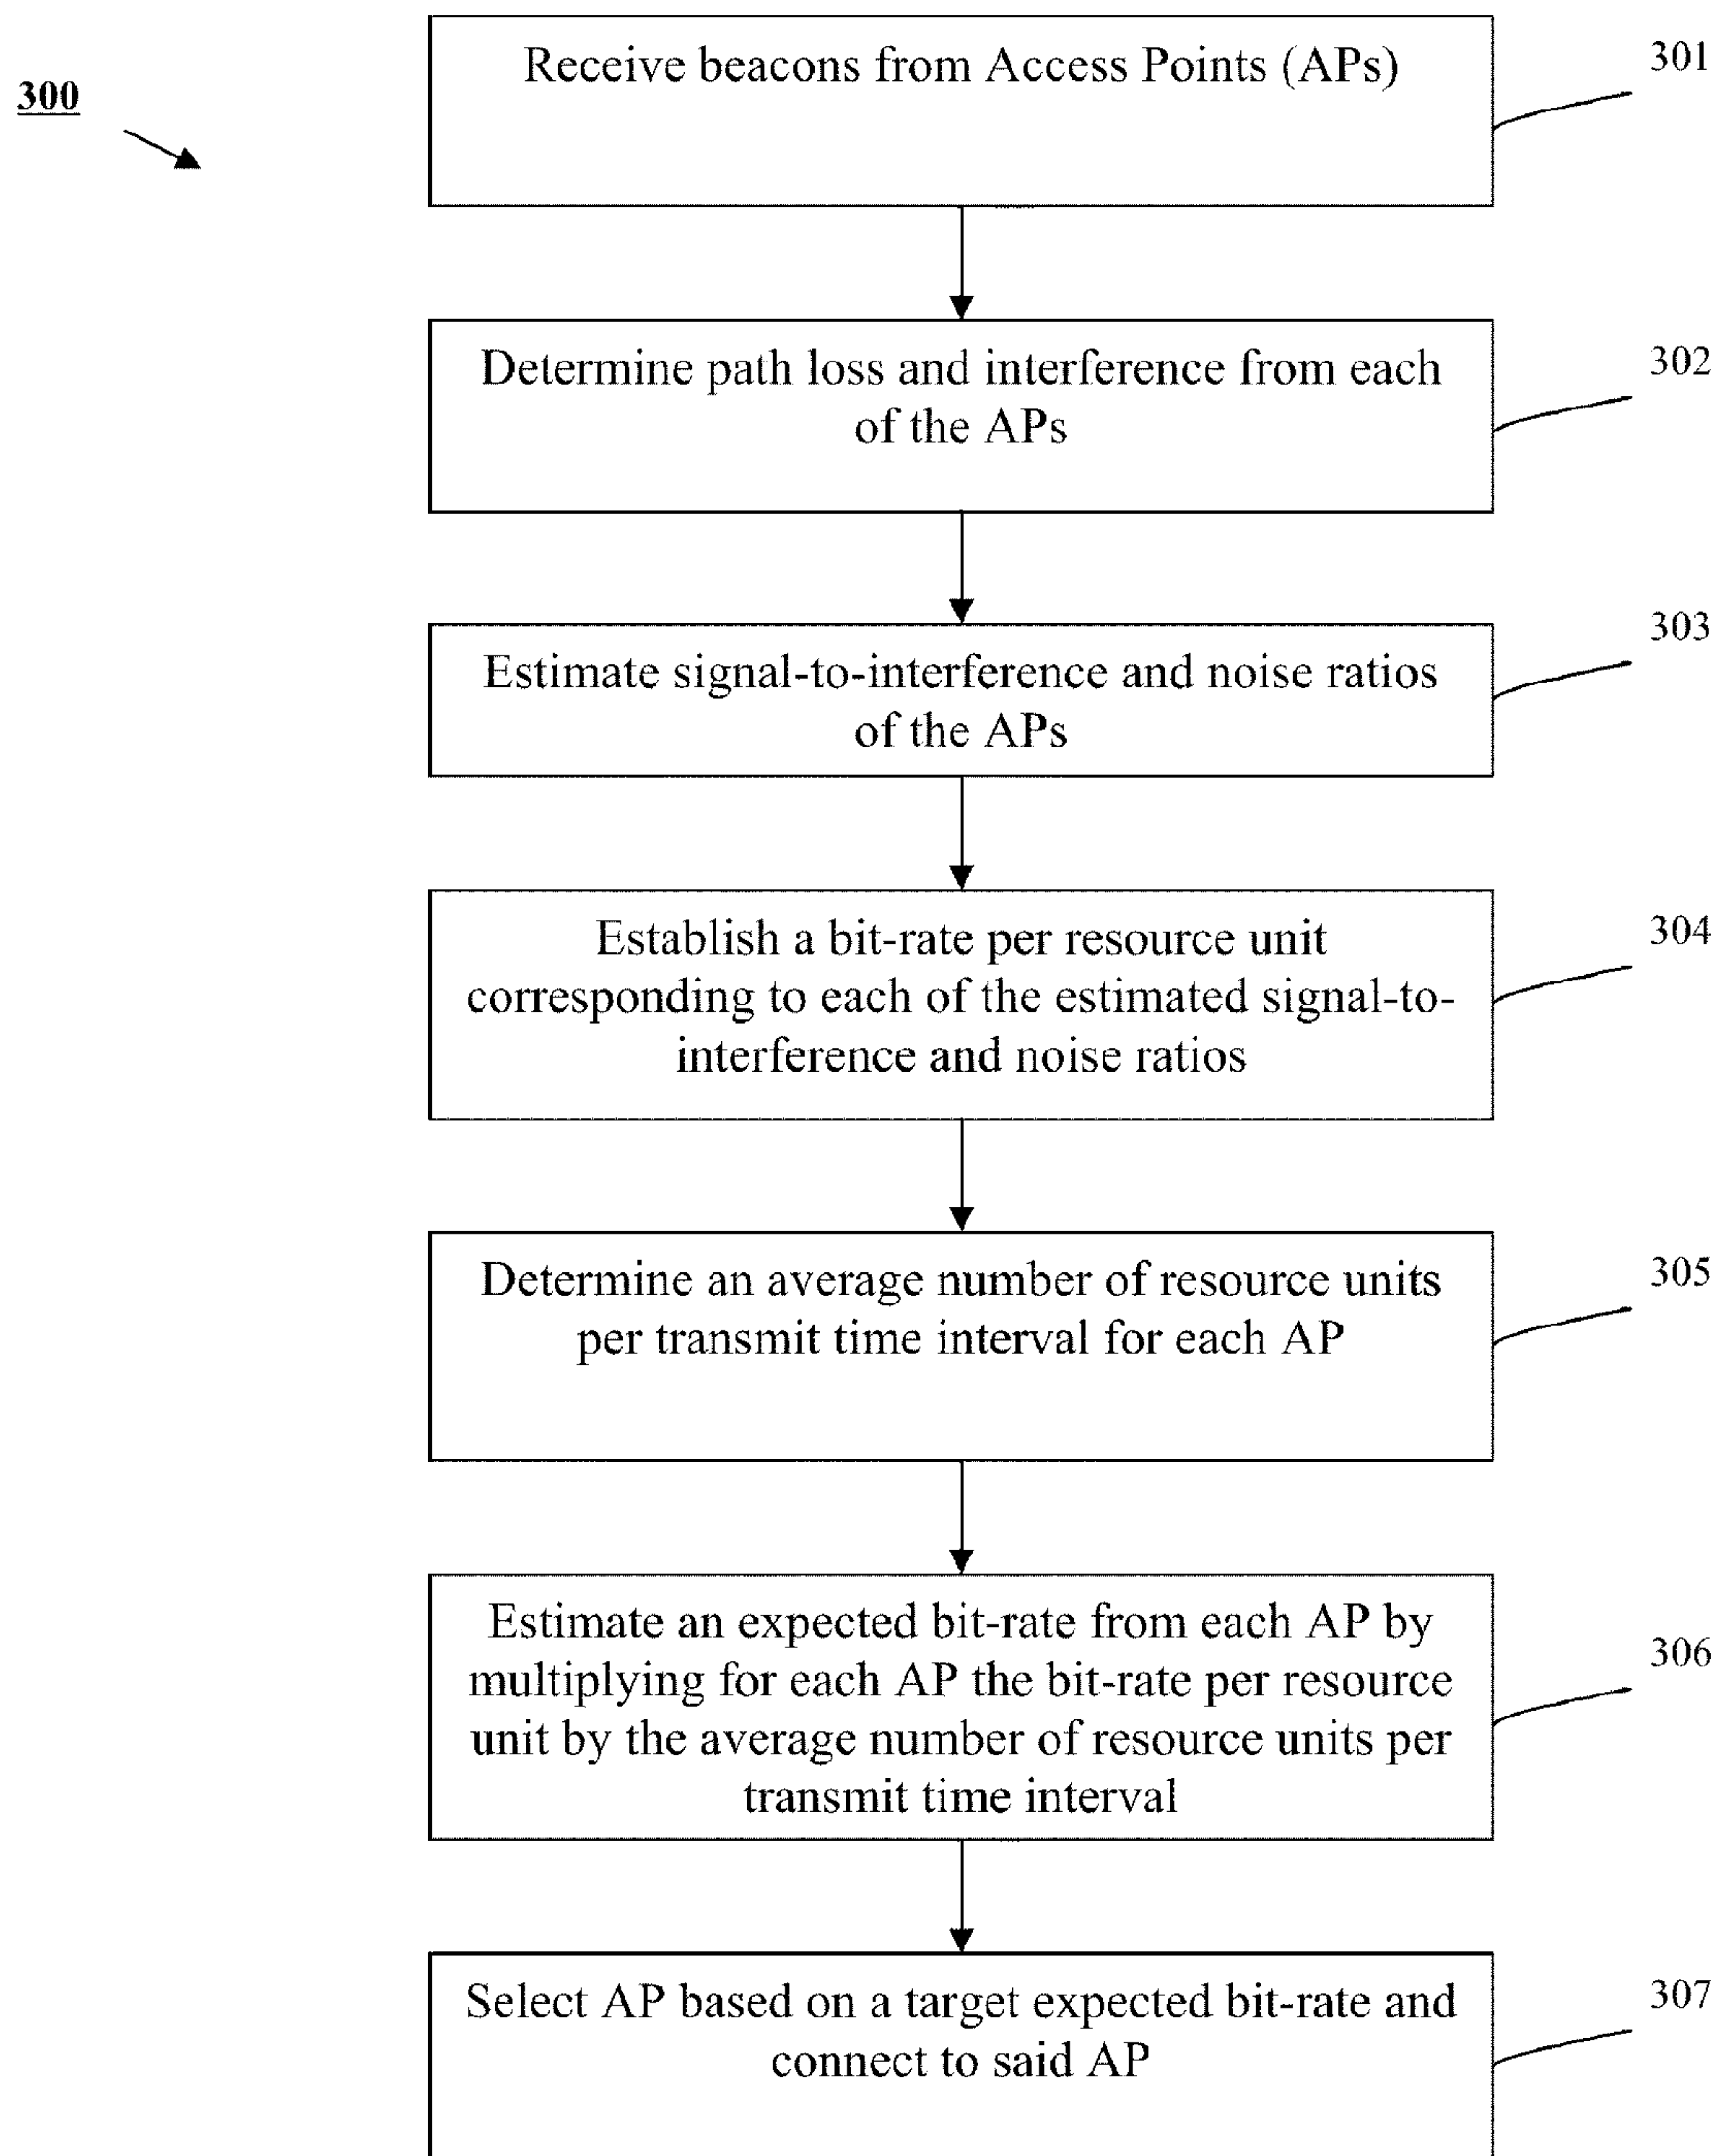 300
Receive beacons from Access Points (APs)
301
Determine path loss and interference from each
of the APs
302
Estimate signal-to-interference and noise ratios
of the APs
303
Establish a bit-rate per resource unit
corresponding to each of the estimated signal-to-
interference and noise ratios
304
Determine an average number of resource units
per transmit time interval for each AP
305
Estimate an expected bit-rate from each AP by
multiplying for each AP the bit-rate per resource
unit by the average number of resource units per
transmit time interval
306
Select AP based on a target expected bit-rate and
connect to said AP
307